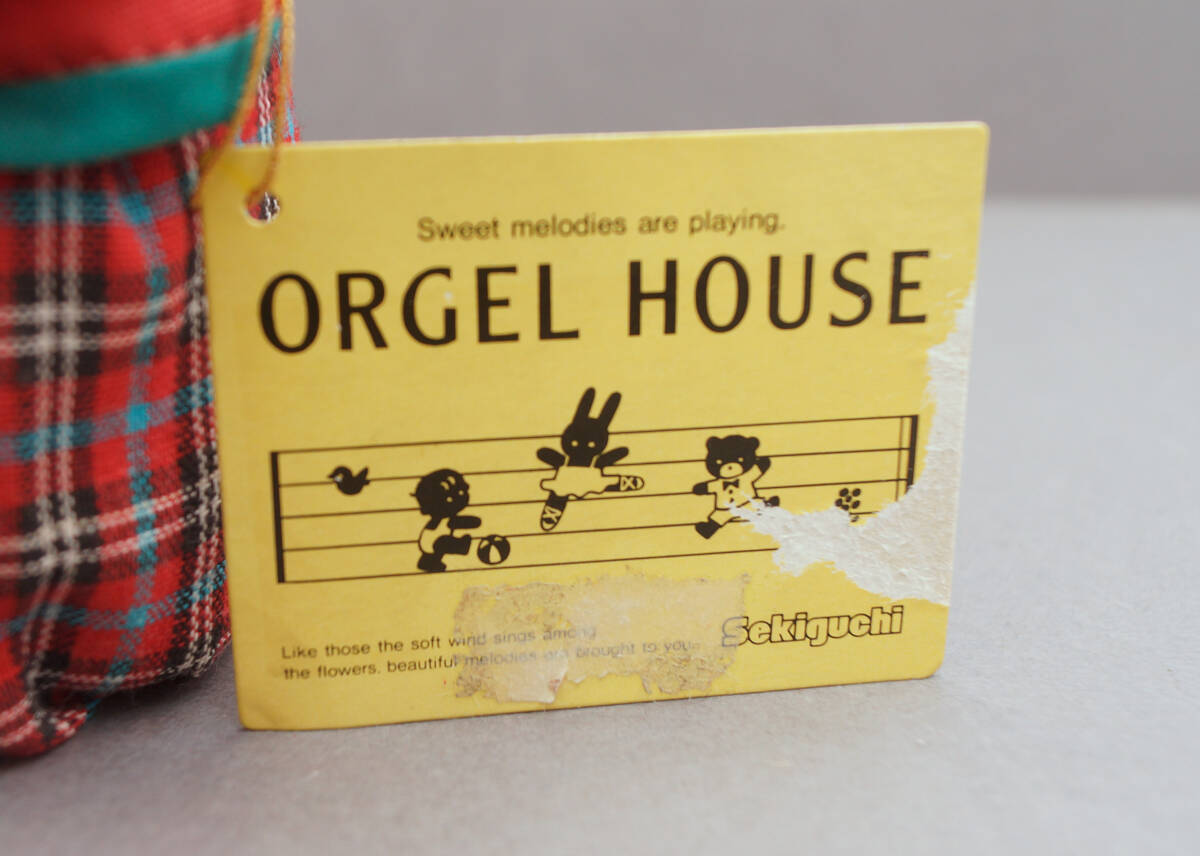 Sweet melodies are playing.
ORGEL HOUSE
Like those the soft wind sings among
the flowers. beautiful melodies are brought to you.
Sekiguchi